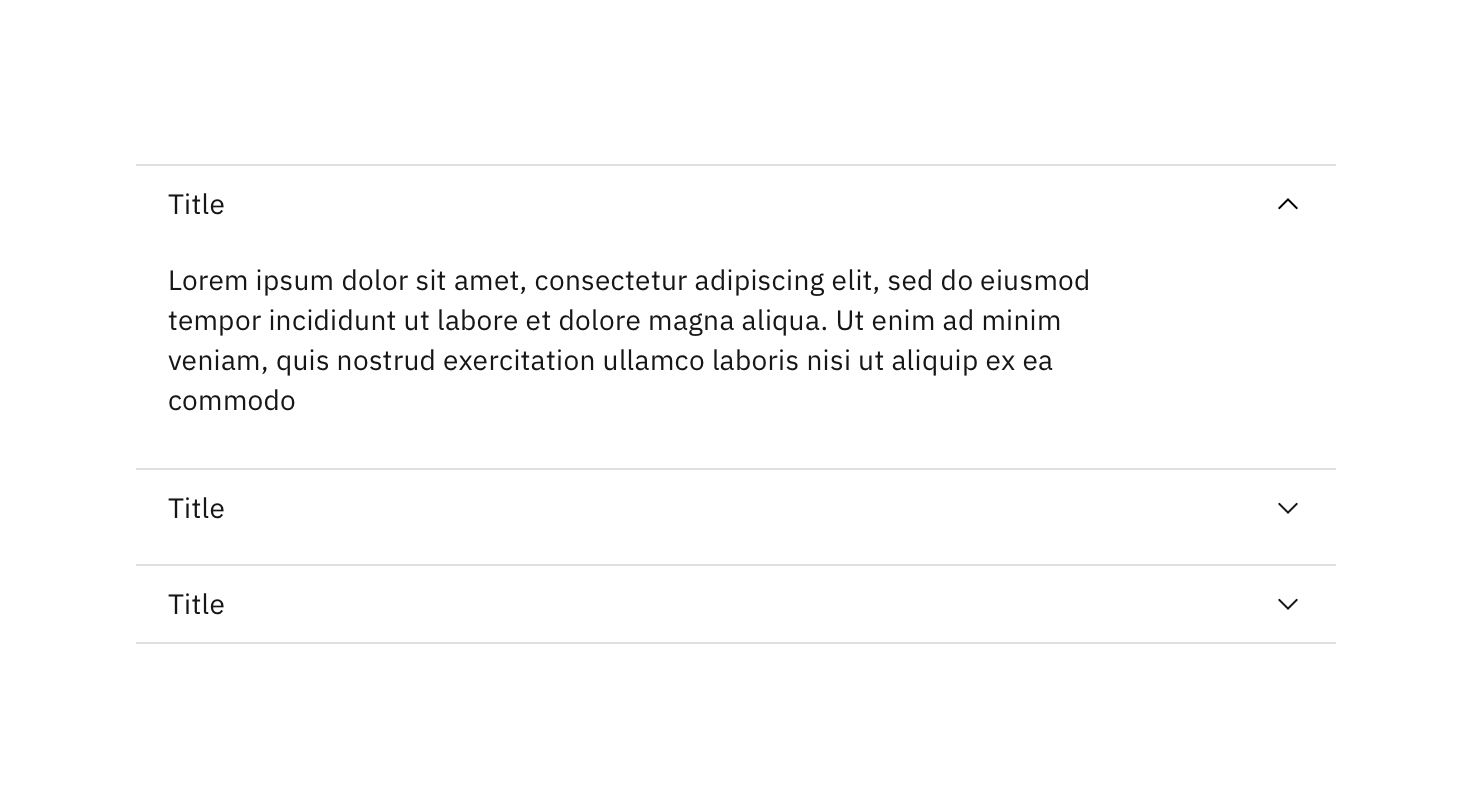 Title
Lorem ipsum dolor sit amet, consectetur adipiscing elit, sed do eiusmod
tempor incididunt ut labore et dolore magna aliqua. Ut enim ad minim
veniam, quis nostrud exercitation ullamco laboris nisi ut aliquip ex ea
commodo
Title
Title